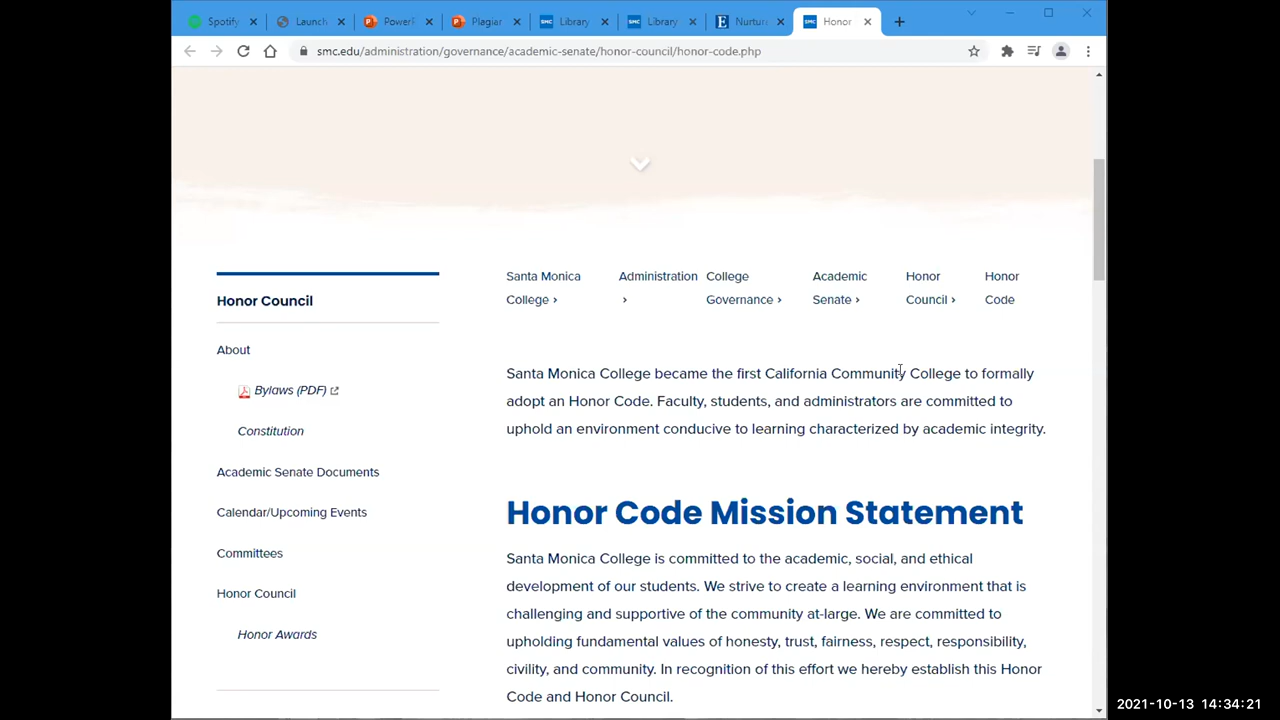 Spotify
Launch
PowerP
Plagiar
SMC Library
SMC Library
E Nurtur
SMC Honor
smc.edu/administration/governance/academic-senate/honor-council/honor-code.php
Honor Council
About
Bylaws (PDF)
Constitution
Academic Senate Documents
Calendar/Upcoming Events
Committees
Honor Council
Honor Awards
Santa Monica College ›
Administration ›
College Governance ›
Academic Senate ›
Honor Council ›
Honor Code
Santa Monica College became the first California Community College to formally
adopt an Honor Code. Faculty, students, and administrators are committed to
uphold an environment conducive to learning characterized by academic integrity.
Honor Code Mission Statement
Santa Monica College is committed to the academic, social, and ethical
development of our students. We strive to create a learning environment that is
challenging and supportive of the community at-large. We are committed to
upholding fundamental values of honesty, trust, fairness, respect, responsibility,
civility, and community. In recognition of this effort we hereby establish this Honor
Code and Honor Council.
2021-10-13 14:34:21